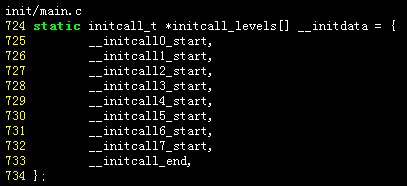 init/main.c
724 static initcall_t *initcall_levels[] __initdata = {
725         __initcall0_start,
726         __initcall1_start,
727         __initcall2_start,
728         __initcall3_start,
729         __initcall4_start,
730         __initcall5_start,
731         __initcall6_start,
732         __initcall7_start,
733         __initcall_end,
734 };